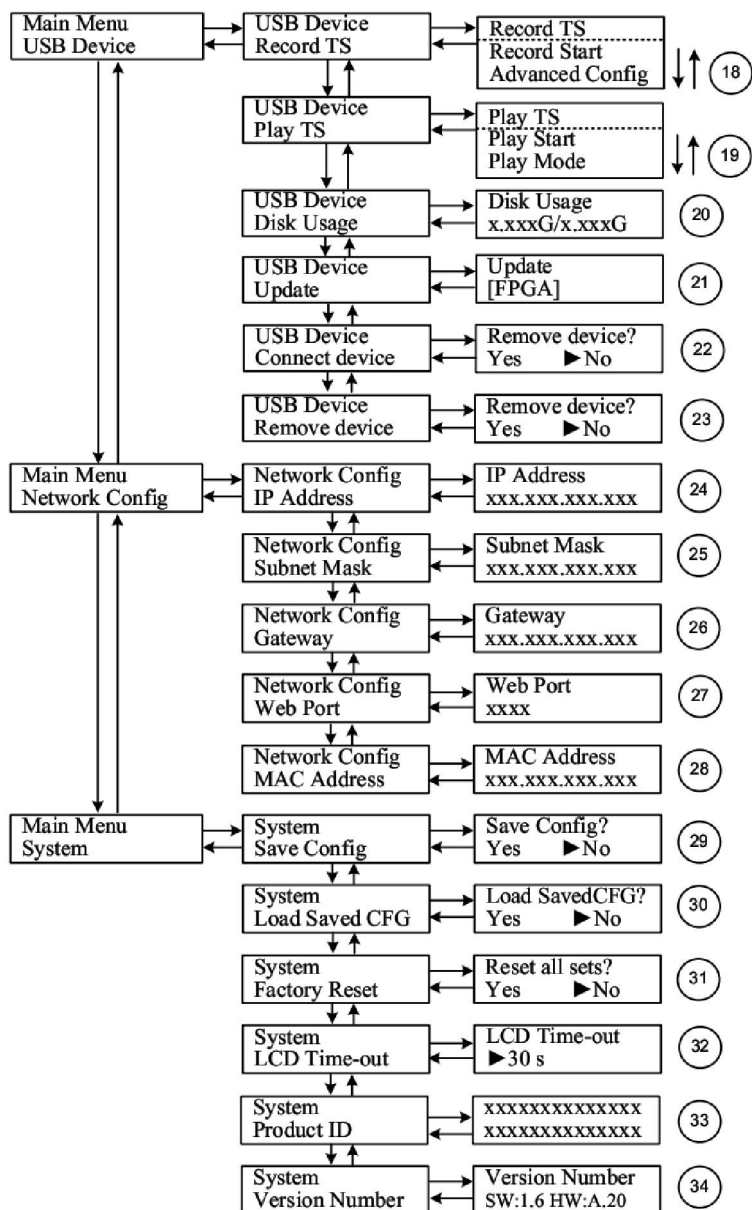 Main Menu
USB Device
USB Device
Record TS
Record TS
Record Start
Advanced Config
18
USB Device
Play TS
Play TS
Play Start
Play Mode
19
USB Device
Disk Usage
Disk Usage
x.xxxG/x.xxxG
20
USB Device
Update
Update
[FPGA]
21
USB Device
Connect device
Remove device?
Yes ▶No
22
USB Device
Remove device
Remove device?
Yes ▶No
23
Main Menu
Network Config
Network Config
IP Address
IP Address
xxx.xxx.xxx.xxx
24
Network Config
Subnet Mask
Subnet Mask
xxx.xxx.xxx.xxx
25
Network Config
Gateway
Gateway
xxx.xxx.xxx.xxx
26
Network Config
Web Port
Web Port
xxxx
27
Network Config
MAC Address
MAC Address
xxx.xxx.xxx.xxx
28
Main Menu
System
System
Save Config
Save Config?
Yes ▶No
29
System
Load Saved CFG
Load SavedCFG?
Yes ▶No
30
System
Factory Reset
Reset all sets?
Yes ▶No
31
System
LCD Time-out
LCD Time-out
▶30 s
32
System
Product ID
xxxxxxxxxxxxxx
xxxxxxxxxxxxxx
33
System
Version Number
Version Number
SW:1.6 HW:A.20
34